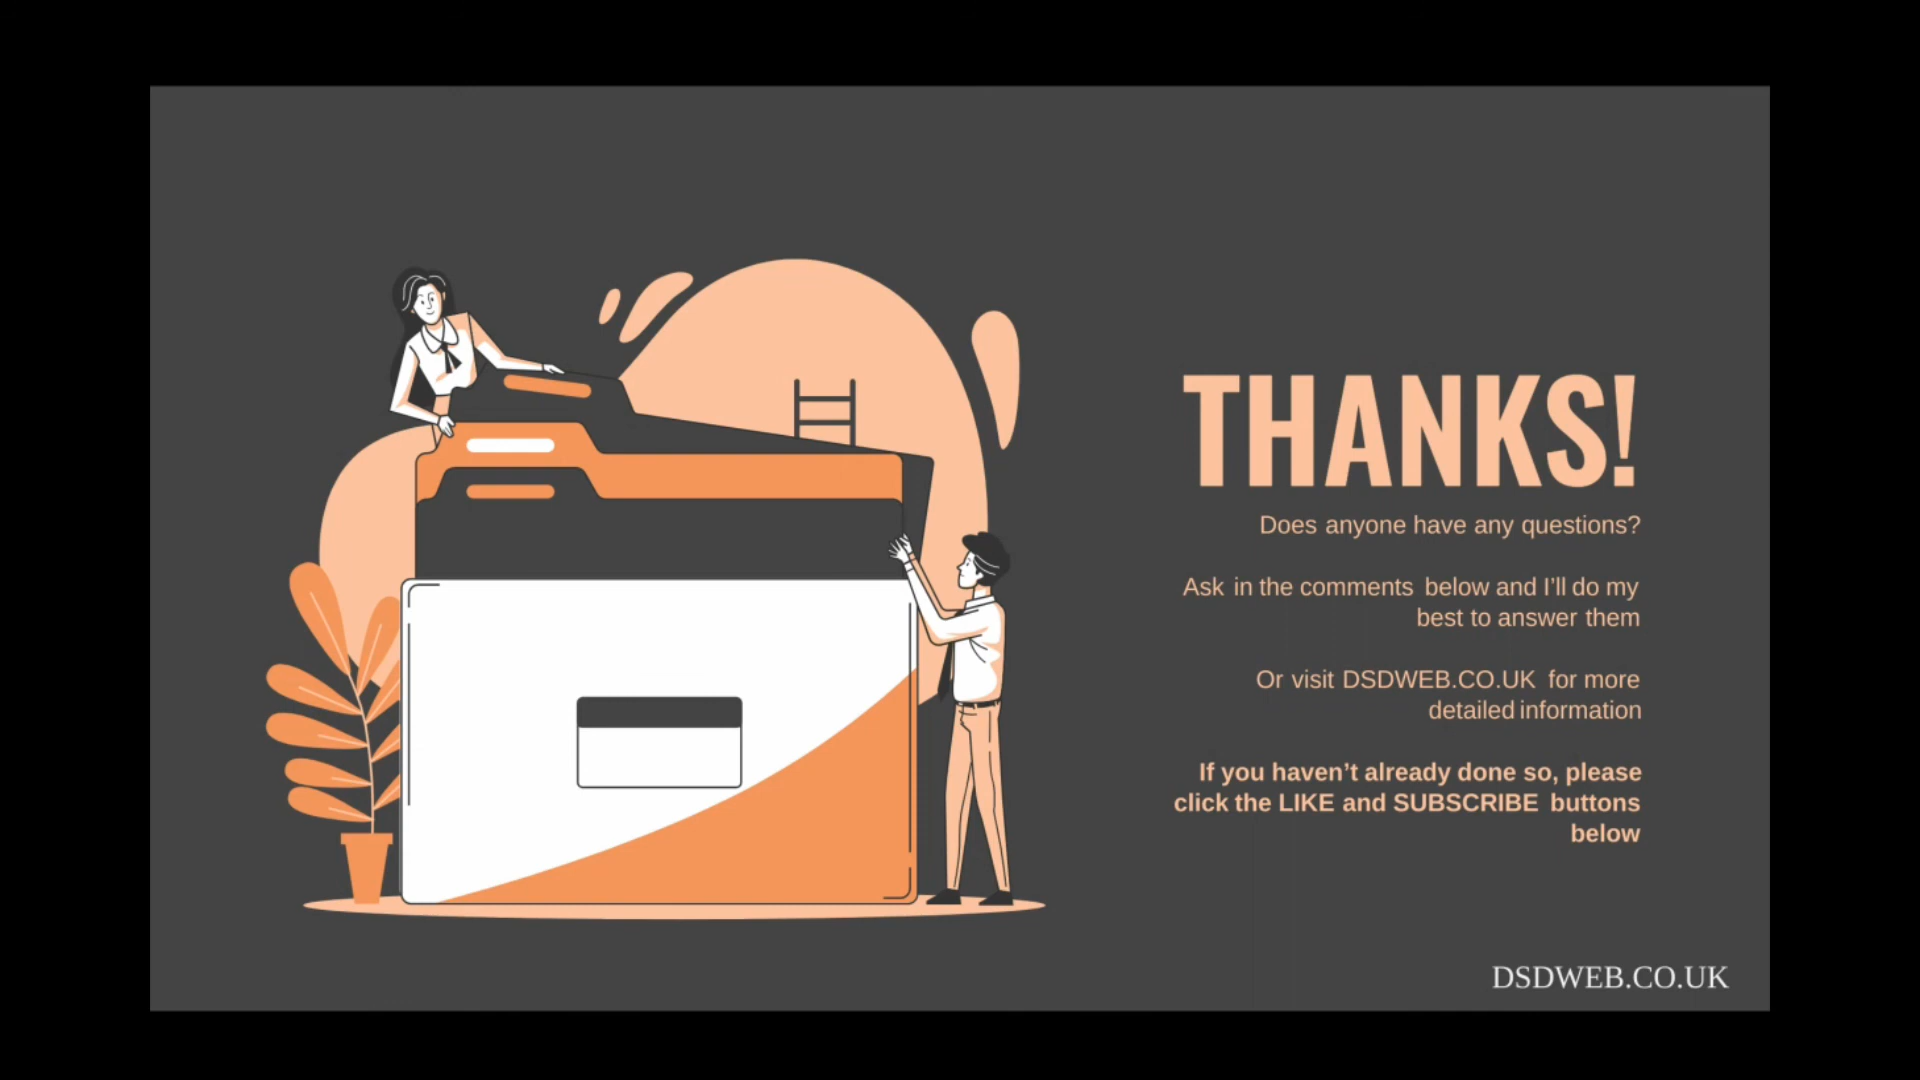 THANKS!
Does anyone have any questions?
Ask in the comments below and I’ll do my
best to answer them
Or visit DSDWEB.CO.UK for more
detailed information
If you haven’t already done so, please
click the LIKE and SUBSCRIBE buttons
below
DSDWEB.CO.UK